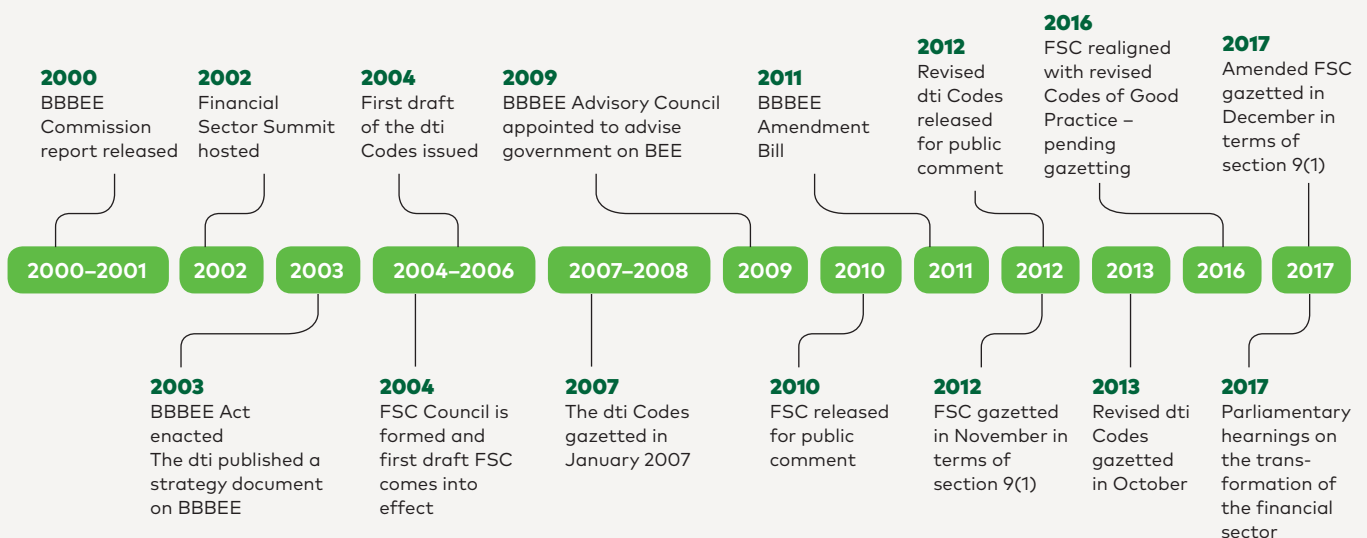 2000
BBBEE
Commission
report released
2002
Financial
Sector Summit
hosted
2004
First draft
of the dti
Codes issued
2009
BBBEE Advisory Council
appointed to advise
government on BEE
2011
BBBEE
Amendment
Bill
2012
Revised
dti Codes
released
for public
comment
2016
FSC realigned
with revised
Codes of Good
Practice –
pending
gazetting
2017
Amended FSC
gazetted in
December in
terms of
section 9(1)
2000–2001
2002
2003
2004–2006
2007–2008
2009
2010
2011
2012
2013
2016
2017
2003
BBBEE Act
enacted
The dti published a
strategy document
on BBBEE
2004
FSC Council is
formed and
first draft FSC
comes into
effect
2007
The dti Codes
gazetted in
January 2007
2010
FSC released
for public
comment
2012
FSC gazetted
in November in
terms of
section 9(1)
2013
Revised dti
Codes
gazetted
in October
2017
Parliamentary
hearnings on
the trans-
formation of
the financial
sector